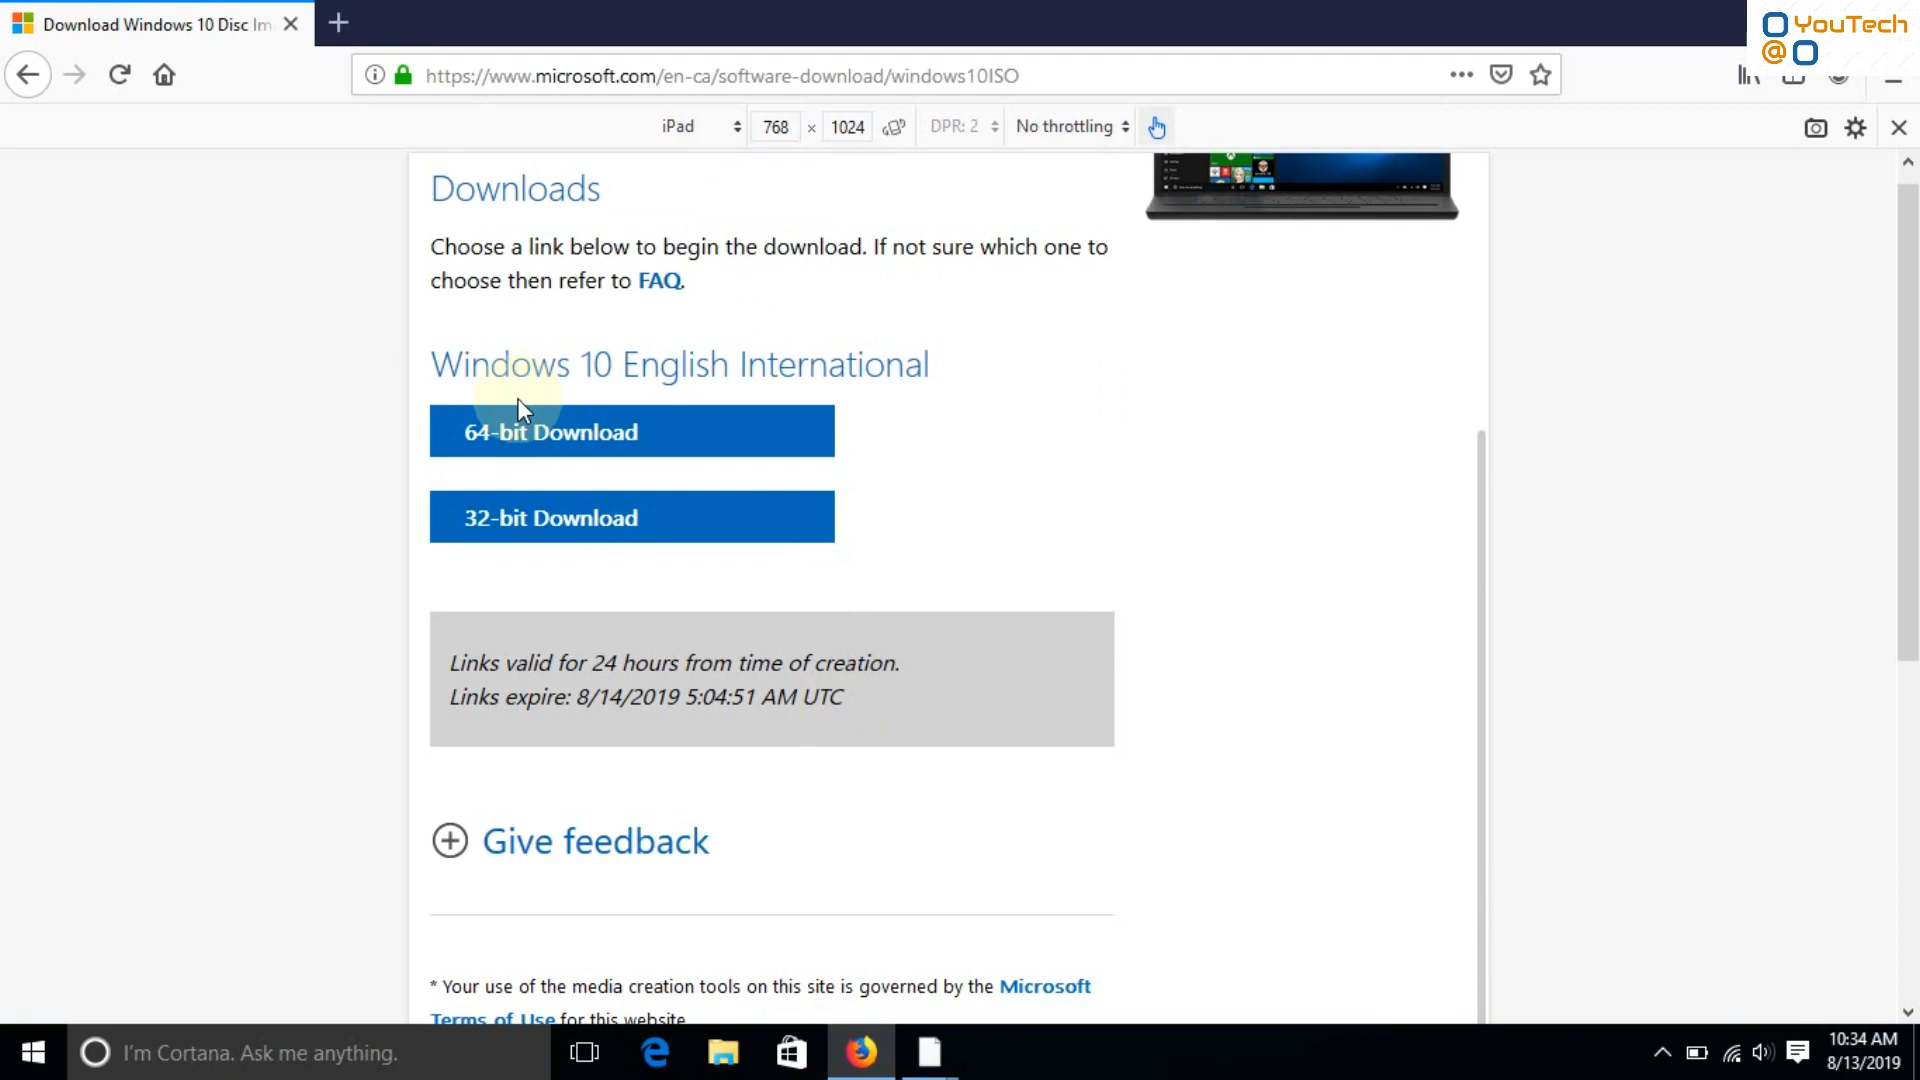 Download Windows 10 Disc Im
YouTech
@
https://www.microsoft.com/en-ca/software-download/windows10ISO
iPad
768 × 1024
DPR: 2
No throttling
Downloads
Choose a link below to begin the download. If not sure which one to
choose then refer to FAQ.
Windows 10 English International
64-bit Download
32-bit Download
Links valid for 24 hours from time of creation.
Links expire: 8/14/2019 5:04:51 AM UTC
Give feedback
* Your use of the media creation tools on this site is governed by the Microsoft
Terms of Use for this website.
I'm Cortana. Ask me anything.
10:34 AM
8/13/2019